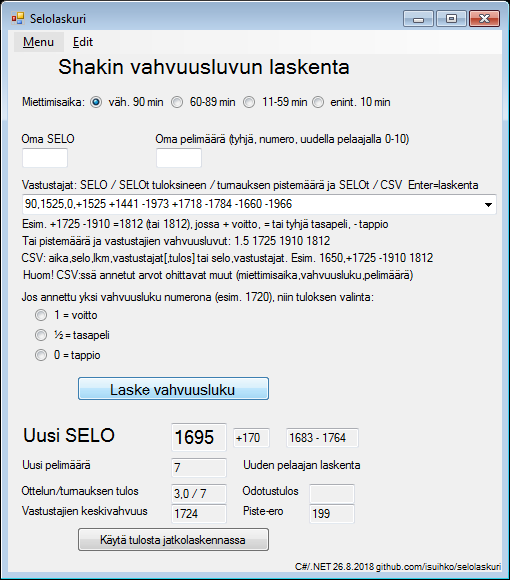 Selolaskuri
Menu Edit
Shakin vahvuusluvun laskenta
Miettimisaika: väh. 90 min 60-89 min 11-59 min enint. 10 min
Oma SELO Oma pelimäärä (tyhjä, numero, uudella pelaajalla 0-10)
Vastustajat: SELO / SELOt tuloksineen / turnauksen pistemäärä ja SELOt / CSV Enter=laskenta
90,1525,0,+1525 +1441 -1973 +1718 -1784 -1660 -1966
Esim. +1725 -1910 =1812 (tai 1812), jossa + voitto, = tai tyhjä tasapeli, - tappio
Tai pistemäärä ja vastustajien vahvuusluvut: 1.5 1725 1910 1812
CSV: aika,selo,lkm,vastustajat[,tulos] tai selo,vastustajat. Esim. 1650,+1725 -1910 1812
Huom! CSV:ssä annetut arvot ohittavat muut (miettimisaika,vahvuusluku,pelimäärä)
Jos annettu yksi vahvuusluku numerona (esim. 1720), niin tuloksen valinta:
1 = voitto
½ = tasapeli
0 = tappio
Laske vahvuusluku
Uusi SELO 1695 +170 1683 - 1764
Uusi pelimäärä 7 Uuden pelaajan laskenta
Ottelun/turnauksen tulos 3,0 / 7 Odotustulos
Vastustajien keskivahvuus 1724 Piste-ero 199
Käytä tulosta jatkolaskennassa
C#/.NET 26.8.2018 github.com/isuihko/selolaskuri